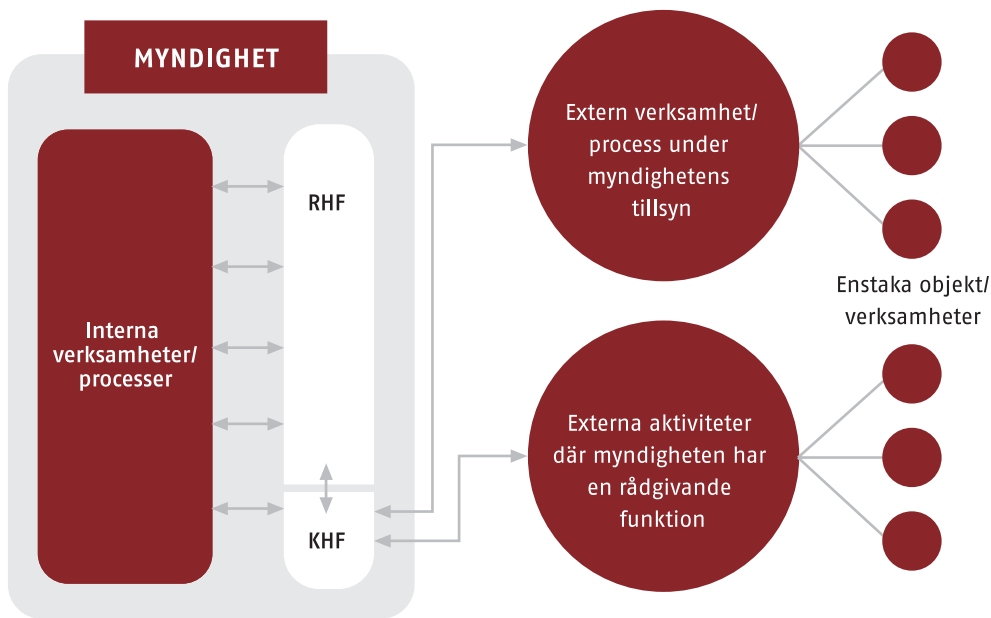 MYNDIGHET
Interna
verksamheter/
processer
RHF
KHF
Extern verksamhet/
process under
myndighetens
tillsyn
Enstaka objekt/
verksamheter
Externa aktiviteter
där myndigheten har
en rådgivande
funktion